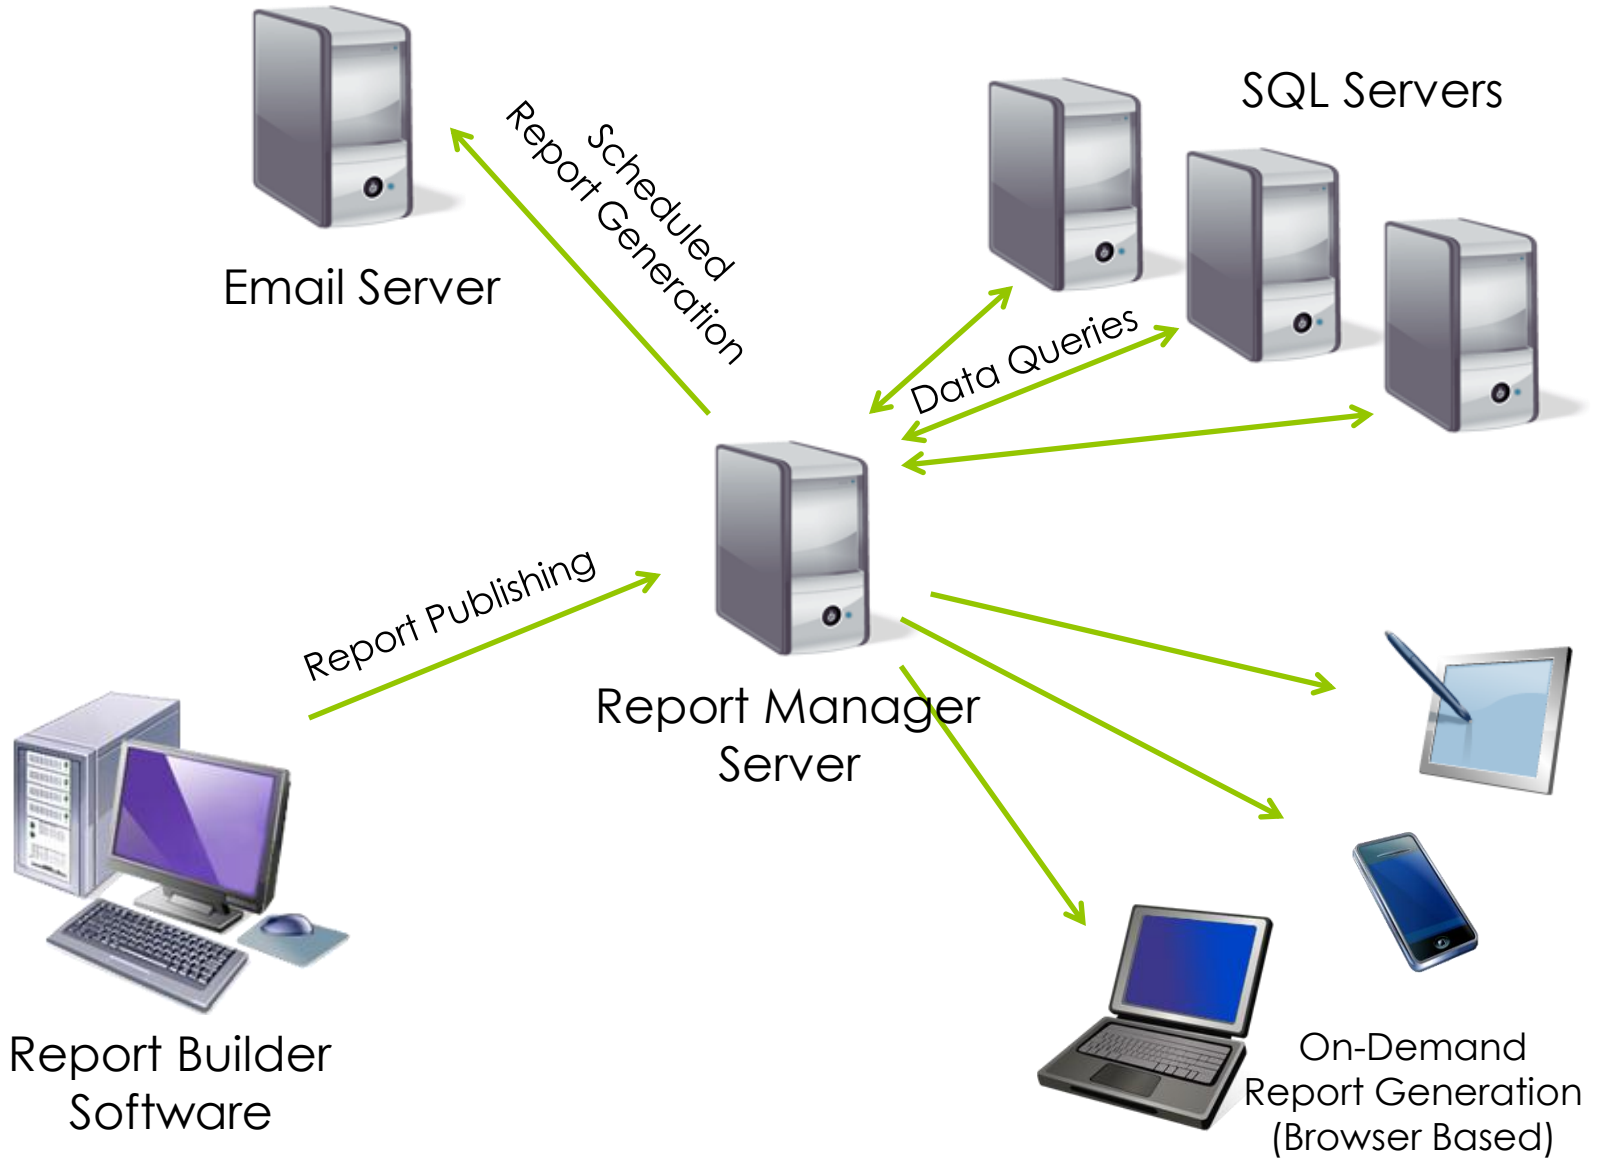 SQL Servers
Scheduled
Report Generation
Email Server
Data Queries
Report Publishing
Report Manager
Server
Report Builder
Software
On-Demand
Report Generation
(Browser Based)